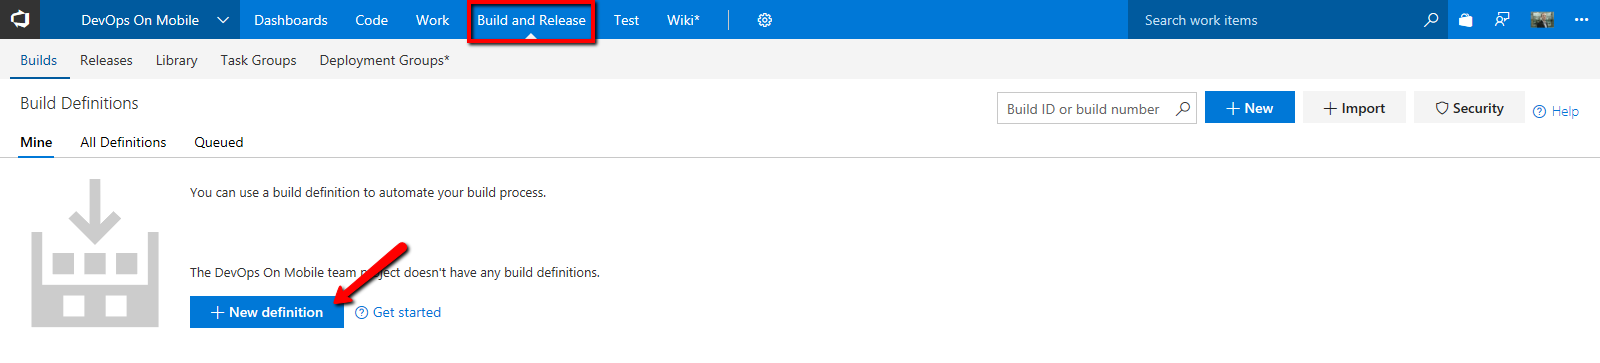 DevOps On Mobile Dashboards Code Work Build and Release Test Wiki* Search work items
Builds Releases Library Task Groups Deployment Groups*
Build Definitions Build ID or build number + New + Import Security Help
Mine All Definitions Queued
You can use a build definition to automate your build process.
The DevOps On Mobile team project doesn't have any build definitions.
+ New definition Get started